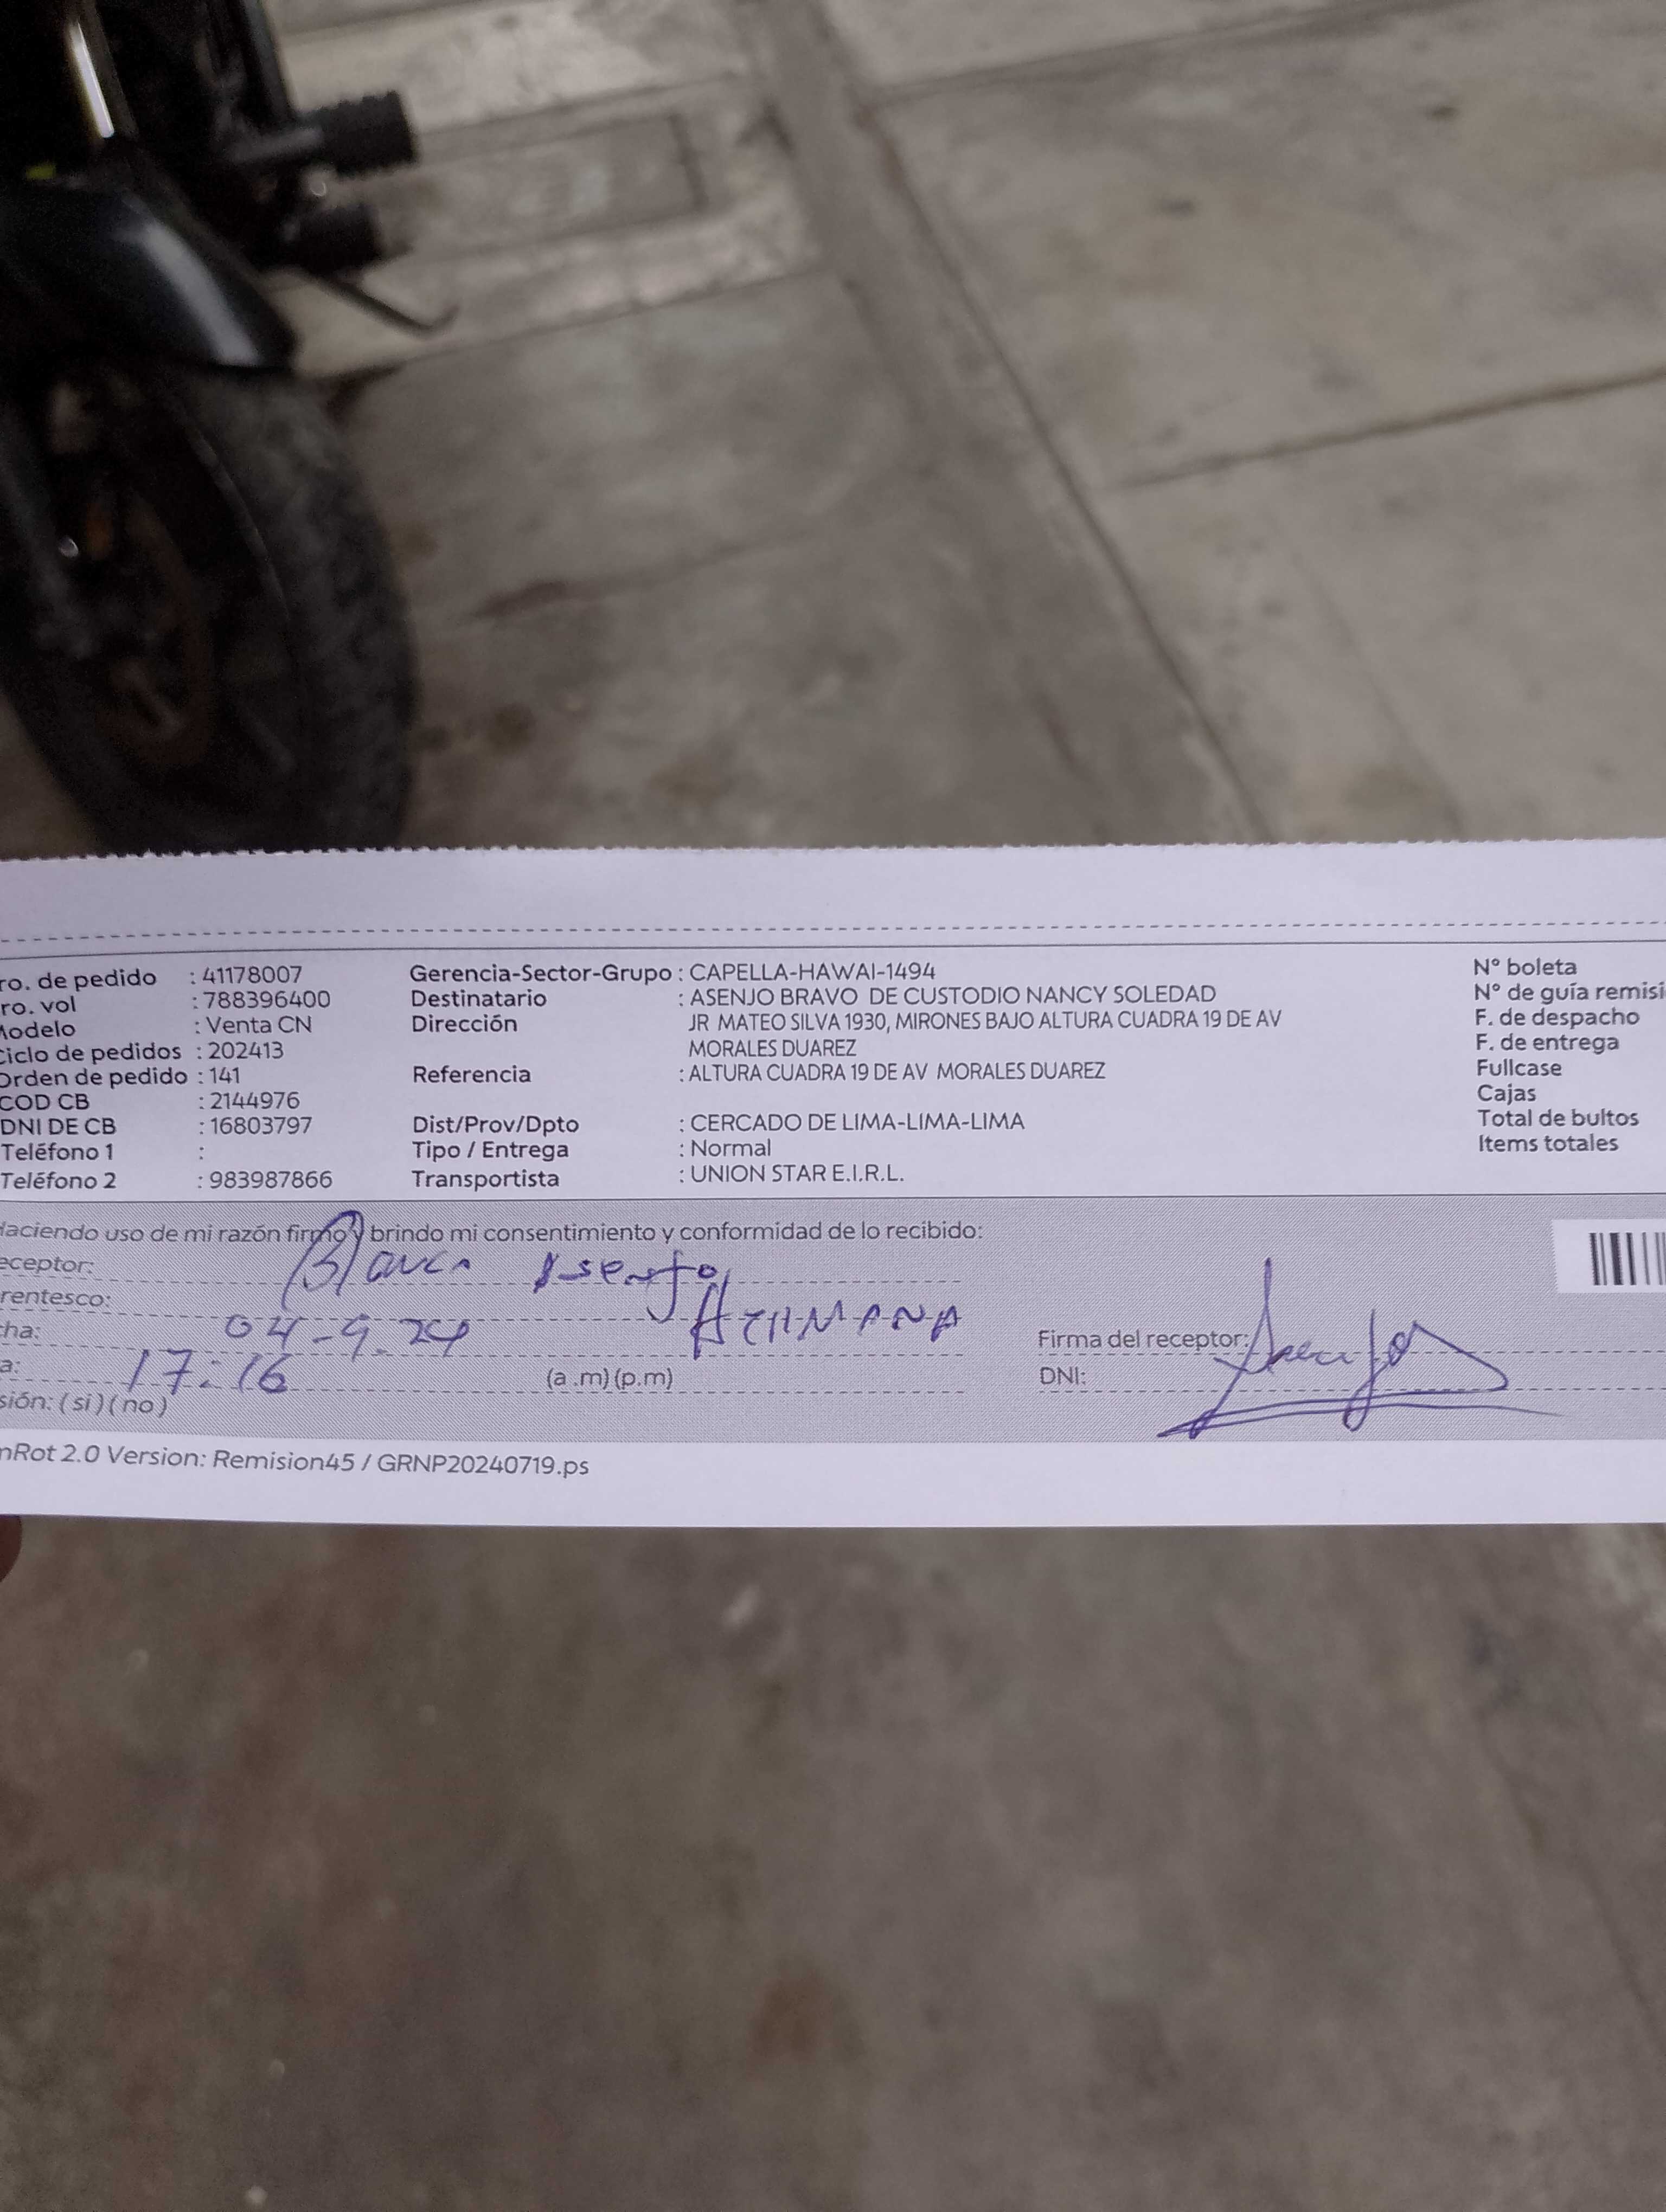 ro. de pedido : 41178007 Gerencia-Sector-Grupo : CAPELLA-HAWAI-1494 N° boleta
ro. vol : 788396400 Destinatario : ASENJO BRAVO DE CUSTODIO NANCY SOLEDAD N° de guía remisi
Modelo : Venta CN Dirección JR MATEO SILVA 1930, MIRONES BAJO ALTURA CUADRA 19 DE AV F. de despacho
Ciclo de pedidos : 202413 MORALES DUAREZ F. de entrega
Orden de pedido : 141 Referencia : ALTURA CUADRA 19 DE AV MORALES DUAREZ Fullcase
COD CB : 2144976 Cajas
DNI DE CB : 16803797 Dist/Prov/Dpto : CERCADO DE LIMA-LIMA-LIMA Total de bultos
Teléfono 1 : Tipo / Entrega : Normal Items totales
Teléfono 2 : 983987866 Transportista : UNION STAR E.I.R.L.
Haciendo uso de mi razón firmo y brindo mi consentimiento y conformidad de lo recibido:
eceptor: Blanca Asenjo
rentesco: HERMANA
cha: 04-9-24 Firma del receptor: Asenjo
a: 17:16 (a .m) (p.m) DNI:
sión: ( si ) ( no )
nRot 2.0 Version: Remision45 / GRNP20240719.ps